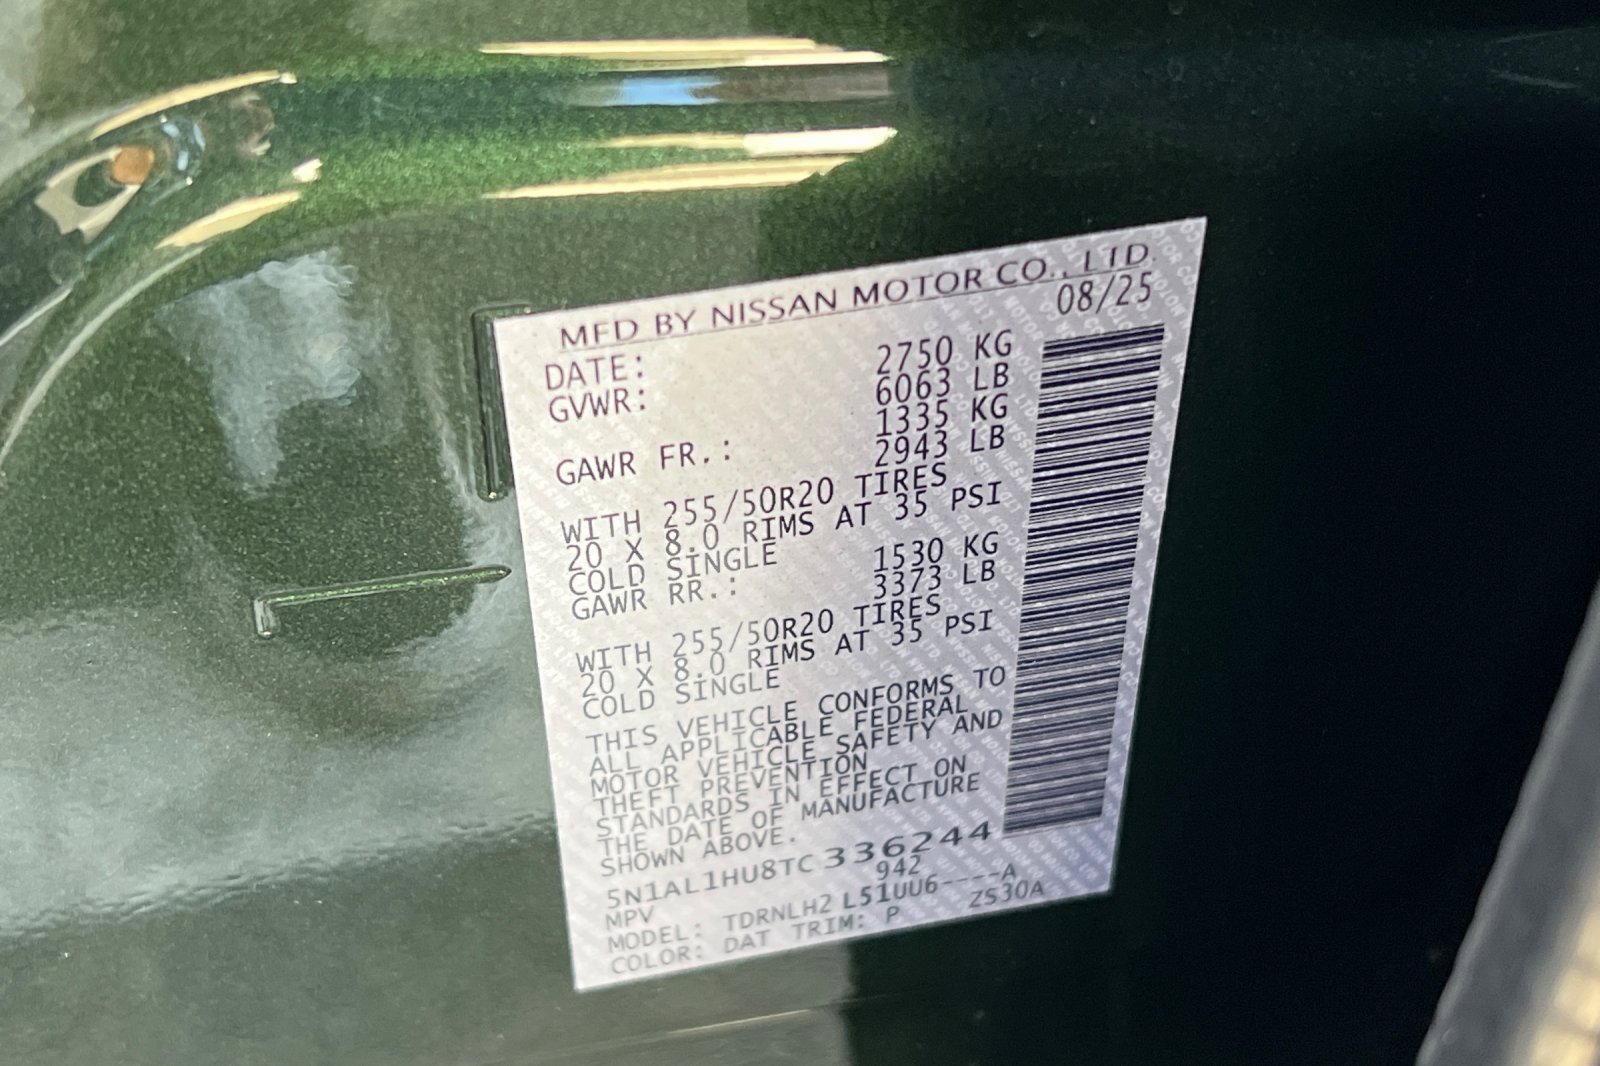 MFD BY NISSAN MOTOR CO., LTD.
DATE: 08/25
GVWR: 2750 KG
6063 LB
GAWR FR.: 1335 KG
2943 LB
WITH 255/50R20 TIRES
20 X 8.0 RIMS AT 35 PSI
COLD SINGLE
GAWR RR.: 1530 KG
3373 LB
WITH 255/50R20 TIRES
20 X 8.0 RIMS AT 35 PSI
COLD SINGLE
THIS VEHICLE CONFORMS TO
ALL APPLICABLE FEDERAL
MOTOR VEHICLE SAFETY AND
THEFT PREVENTION
STANDARDS IN EFFECT ON
THE DATE OF MANUFACTURE
SHOWN ABOVE.
5N1AL1HU8TC336244
MPV 942
MODEL: TDRNLH2 L51UU6----A
COLOR: DAT TRIM: P ZS30A